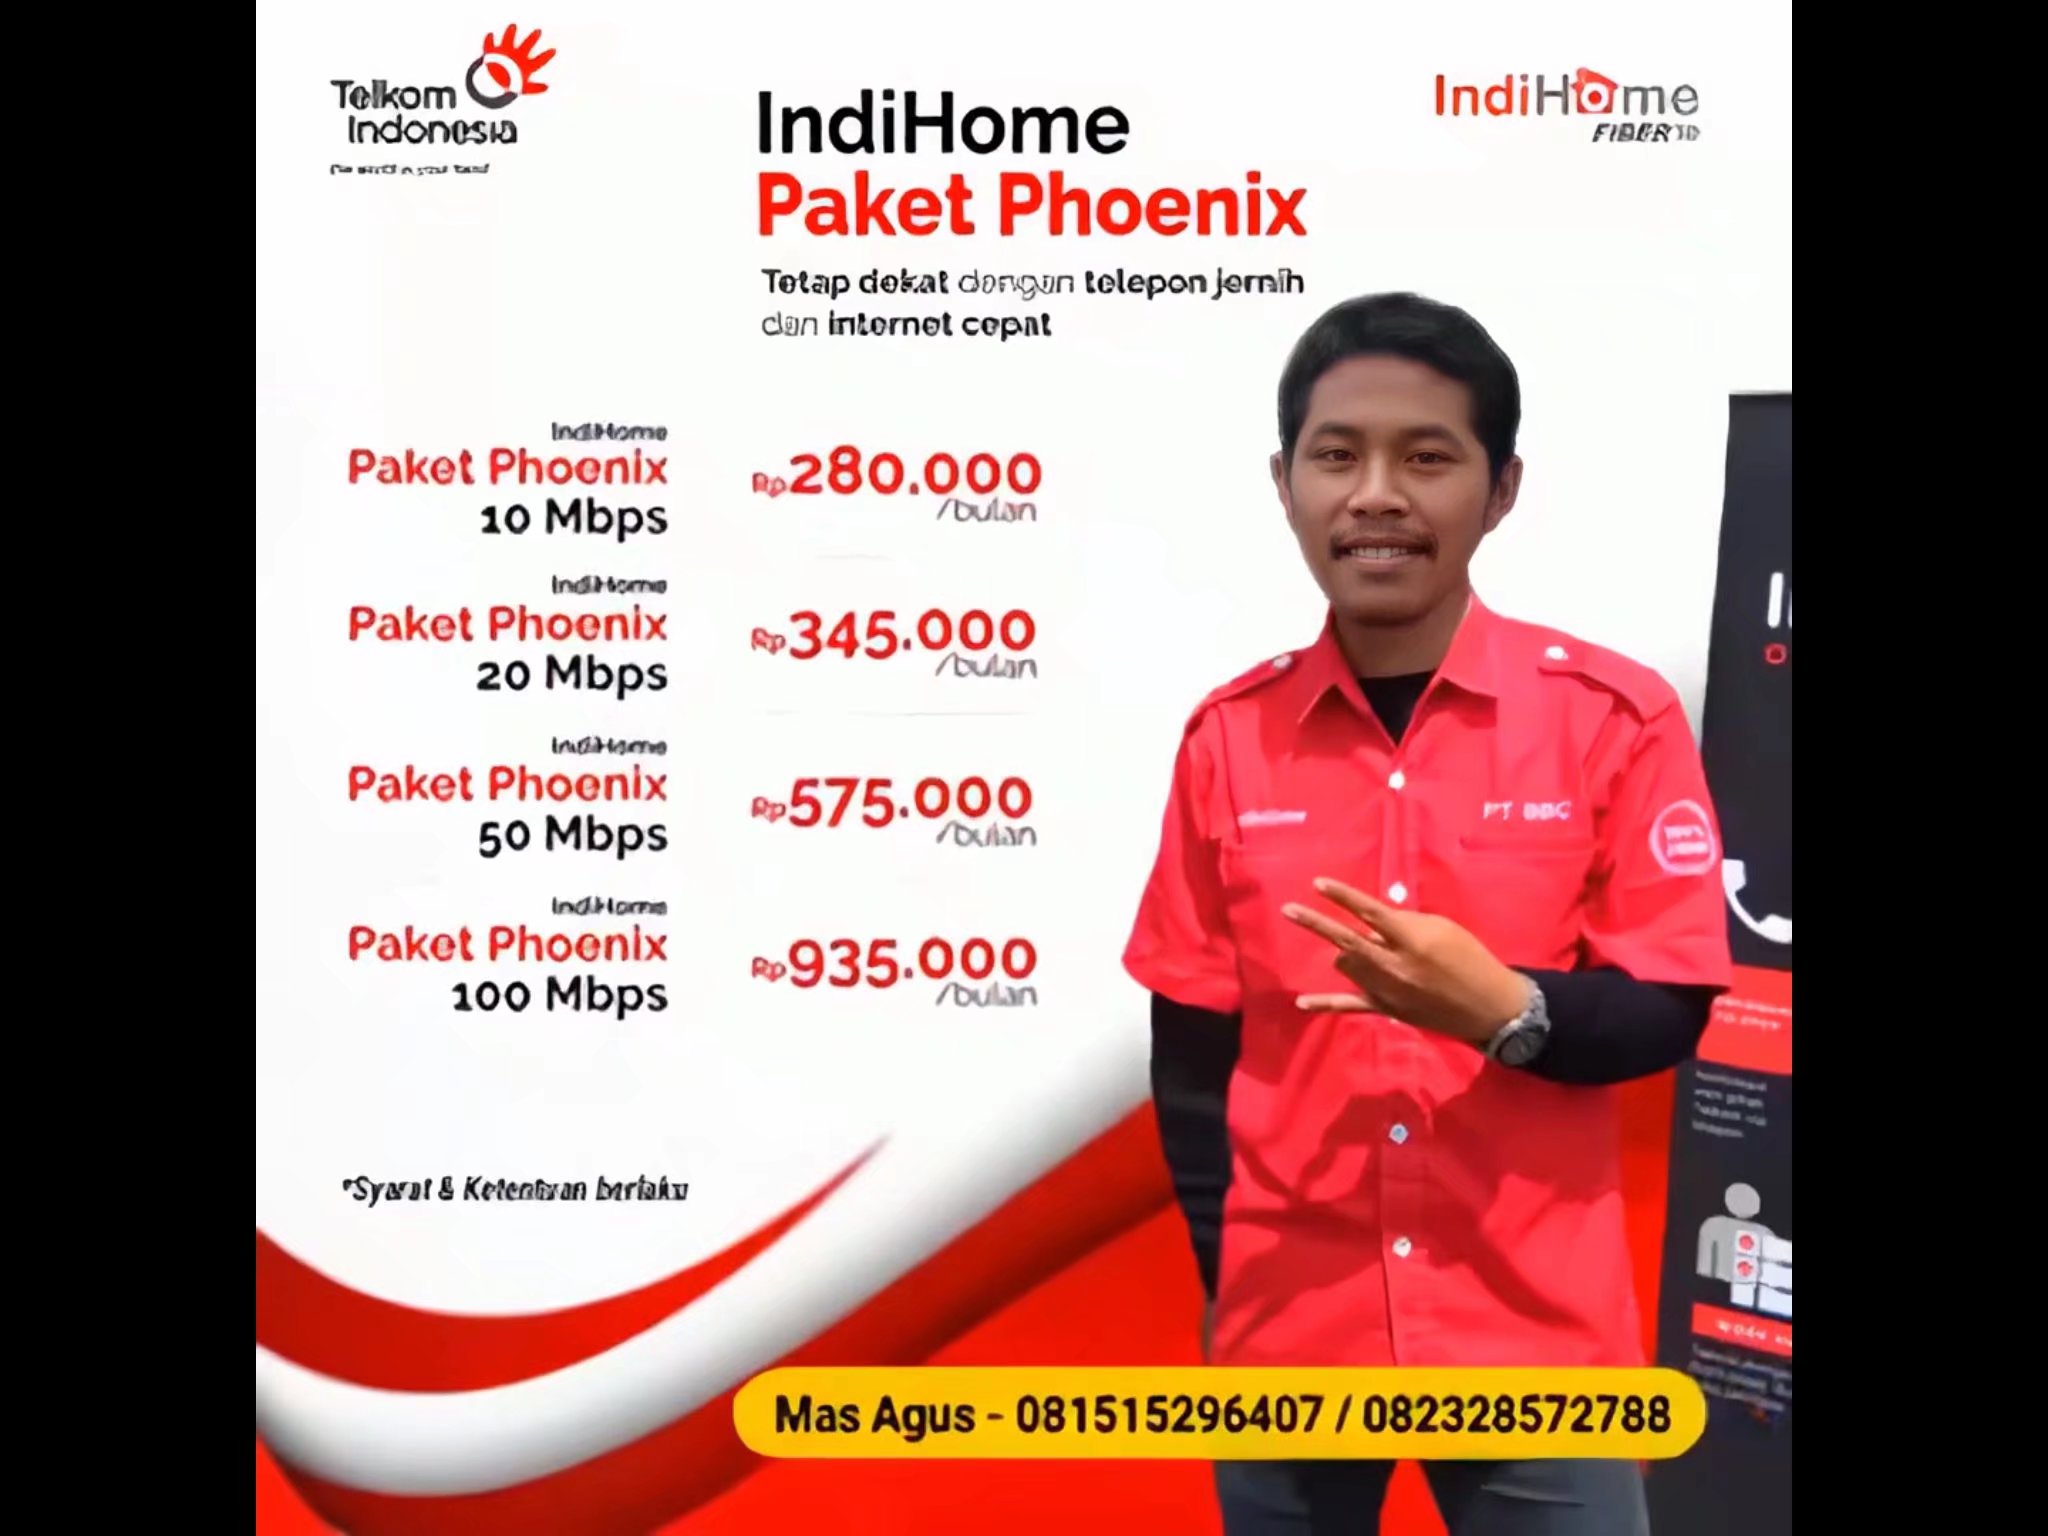 Telkom
Indonesia
IndiHome
Paket Phoenix
Tetap dekat dengan telepon jernih
dan internet cepat
IndiHome
FIBER
IndiHome
Paket Phoenix
10 Mbps
Rp280.000
/bulan
IndiHome
Paket Phoenix
20 Mbps
Rp345.000
/bulan
IndiHome
Paket Phoenix
50 Mbps
Rp575.000
/bulan
IndiHome
Paket Phoenix
100 Mbps
Rp935.000
/bulan
*Syarat & Ketentuan berlaku
PT BBC
Mas Agus - 081515296407 / 082328572788